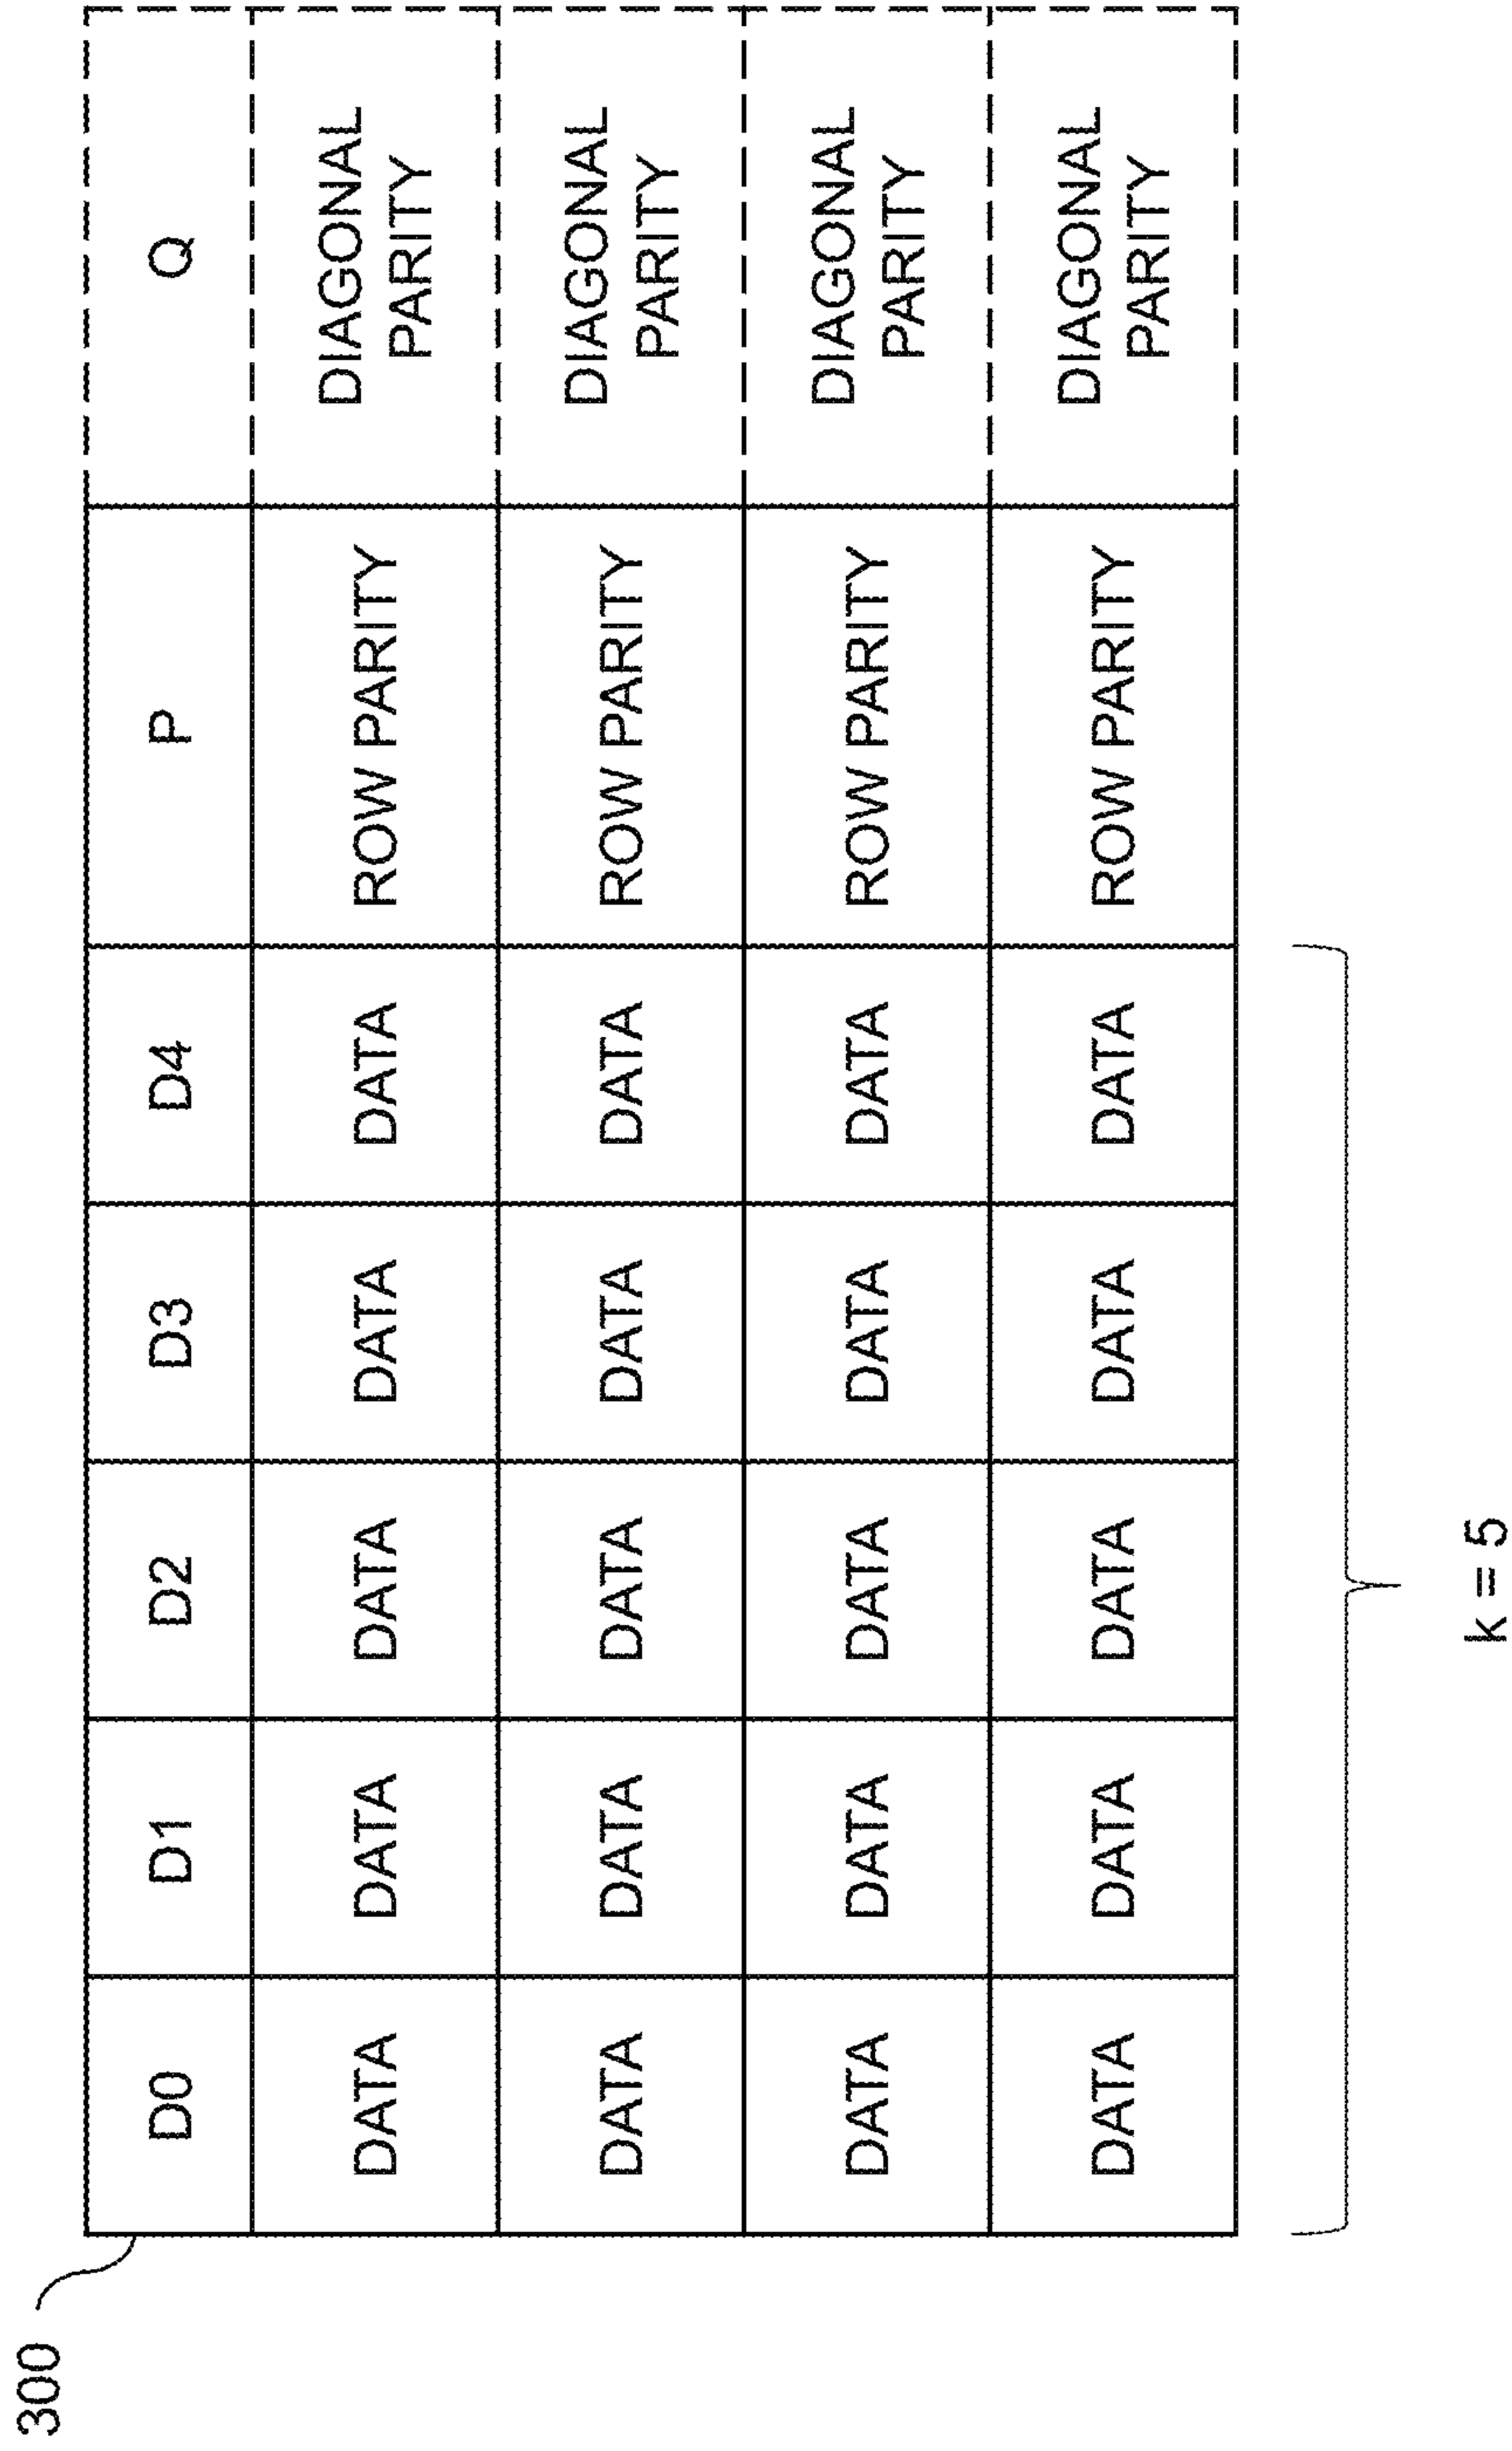 300
D0 D1 D2 D3 D4 P Q
DATA DATA DATA DATA DATA ROW PARITY DIAGONAL PARITY
DATA DATA DATA DATA DATA ROW PARITY DIAGONAL PARITY
DATA DATA DATA DATA DATA ROW PARITY DIAGONAL PARITY
DATA DATA DATA DATA DATA ROW PARITY DIAGONAL PARITY
k = 5